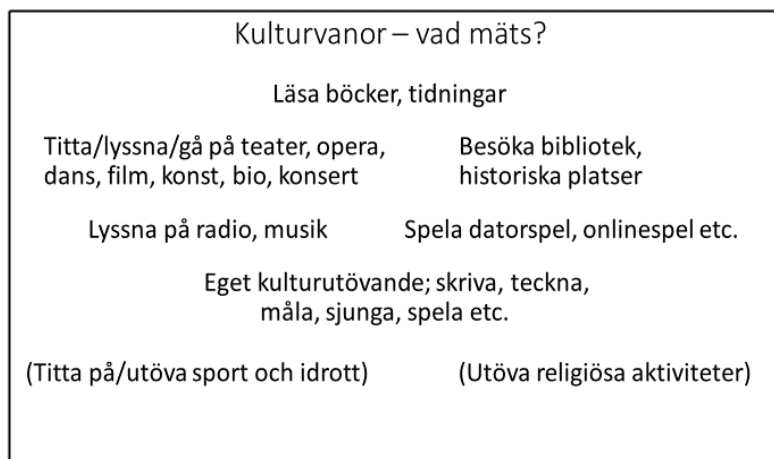 Kulturvanor – vad mäts?
Läsa böcker, tidningar
Titta/lyssna/gå på teater, opera,
dans, film, konst, bio, konsert
Besöka bibliotek,
historiska platser
Lyssna på radio, musik
Spela datorspel, onlinespel etc.
Eget kulturutövande; skriva, teckna,
måla, sjunga, spela etc.
(Titta på/utöva sport och idrott)
(Utöva religiösa aktiviteter)